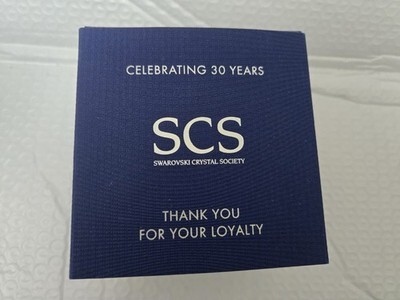 CELEBRATING 30 YEARS
SCS
SWAROVSKI CRYSTAL SOCIETY
THANK YOU
FOR YOUR LOYALTY